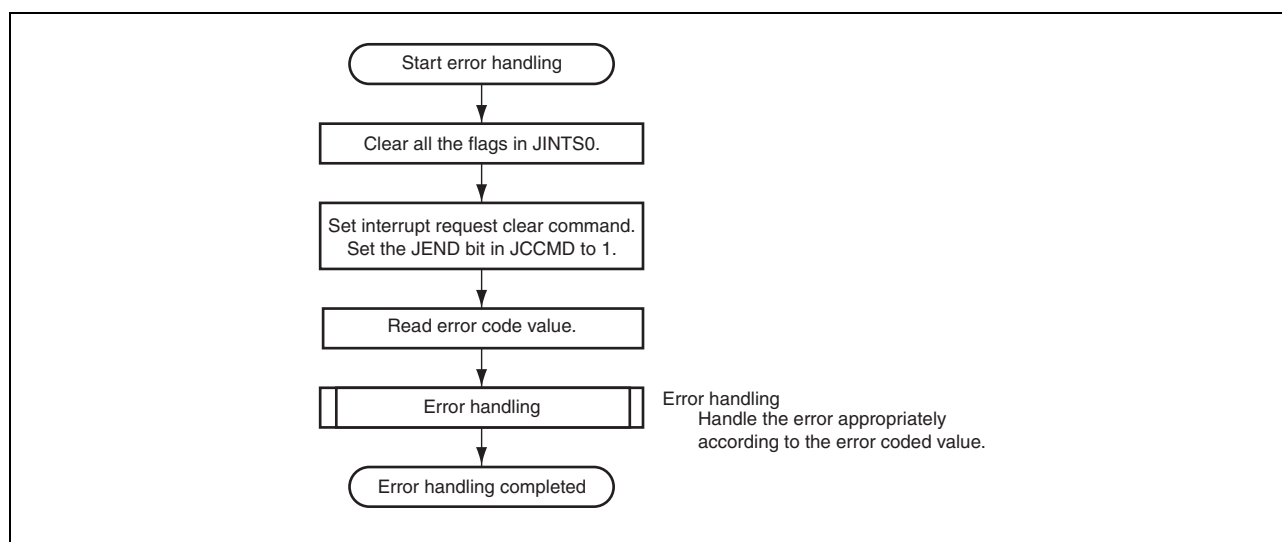 Start error handling
Clear all the flags in JINTS0.
Set interrupt request clear command.
Set the JEND bit in JCCMD to 1.
Read error code value.
Error handling
Error handling
Handle the error appropriately
according to the error coded value.
Error handling completed